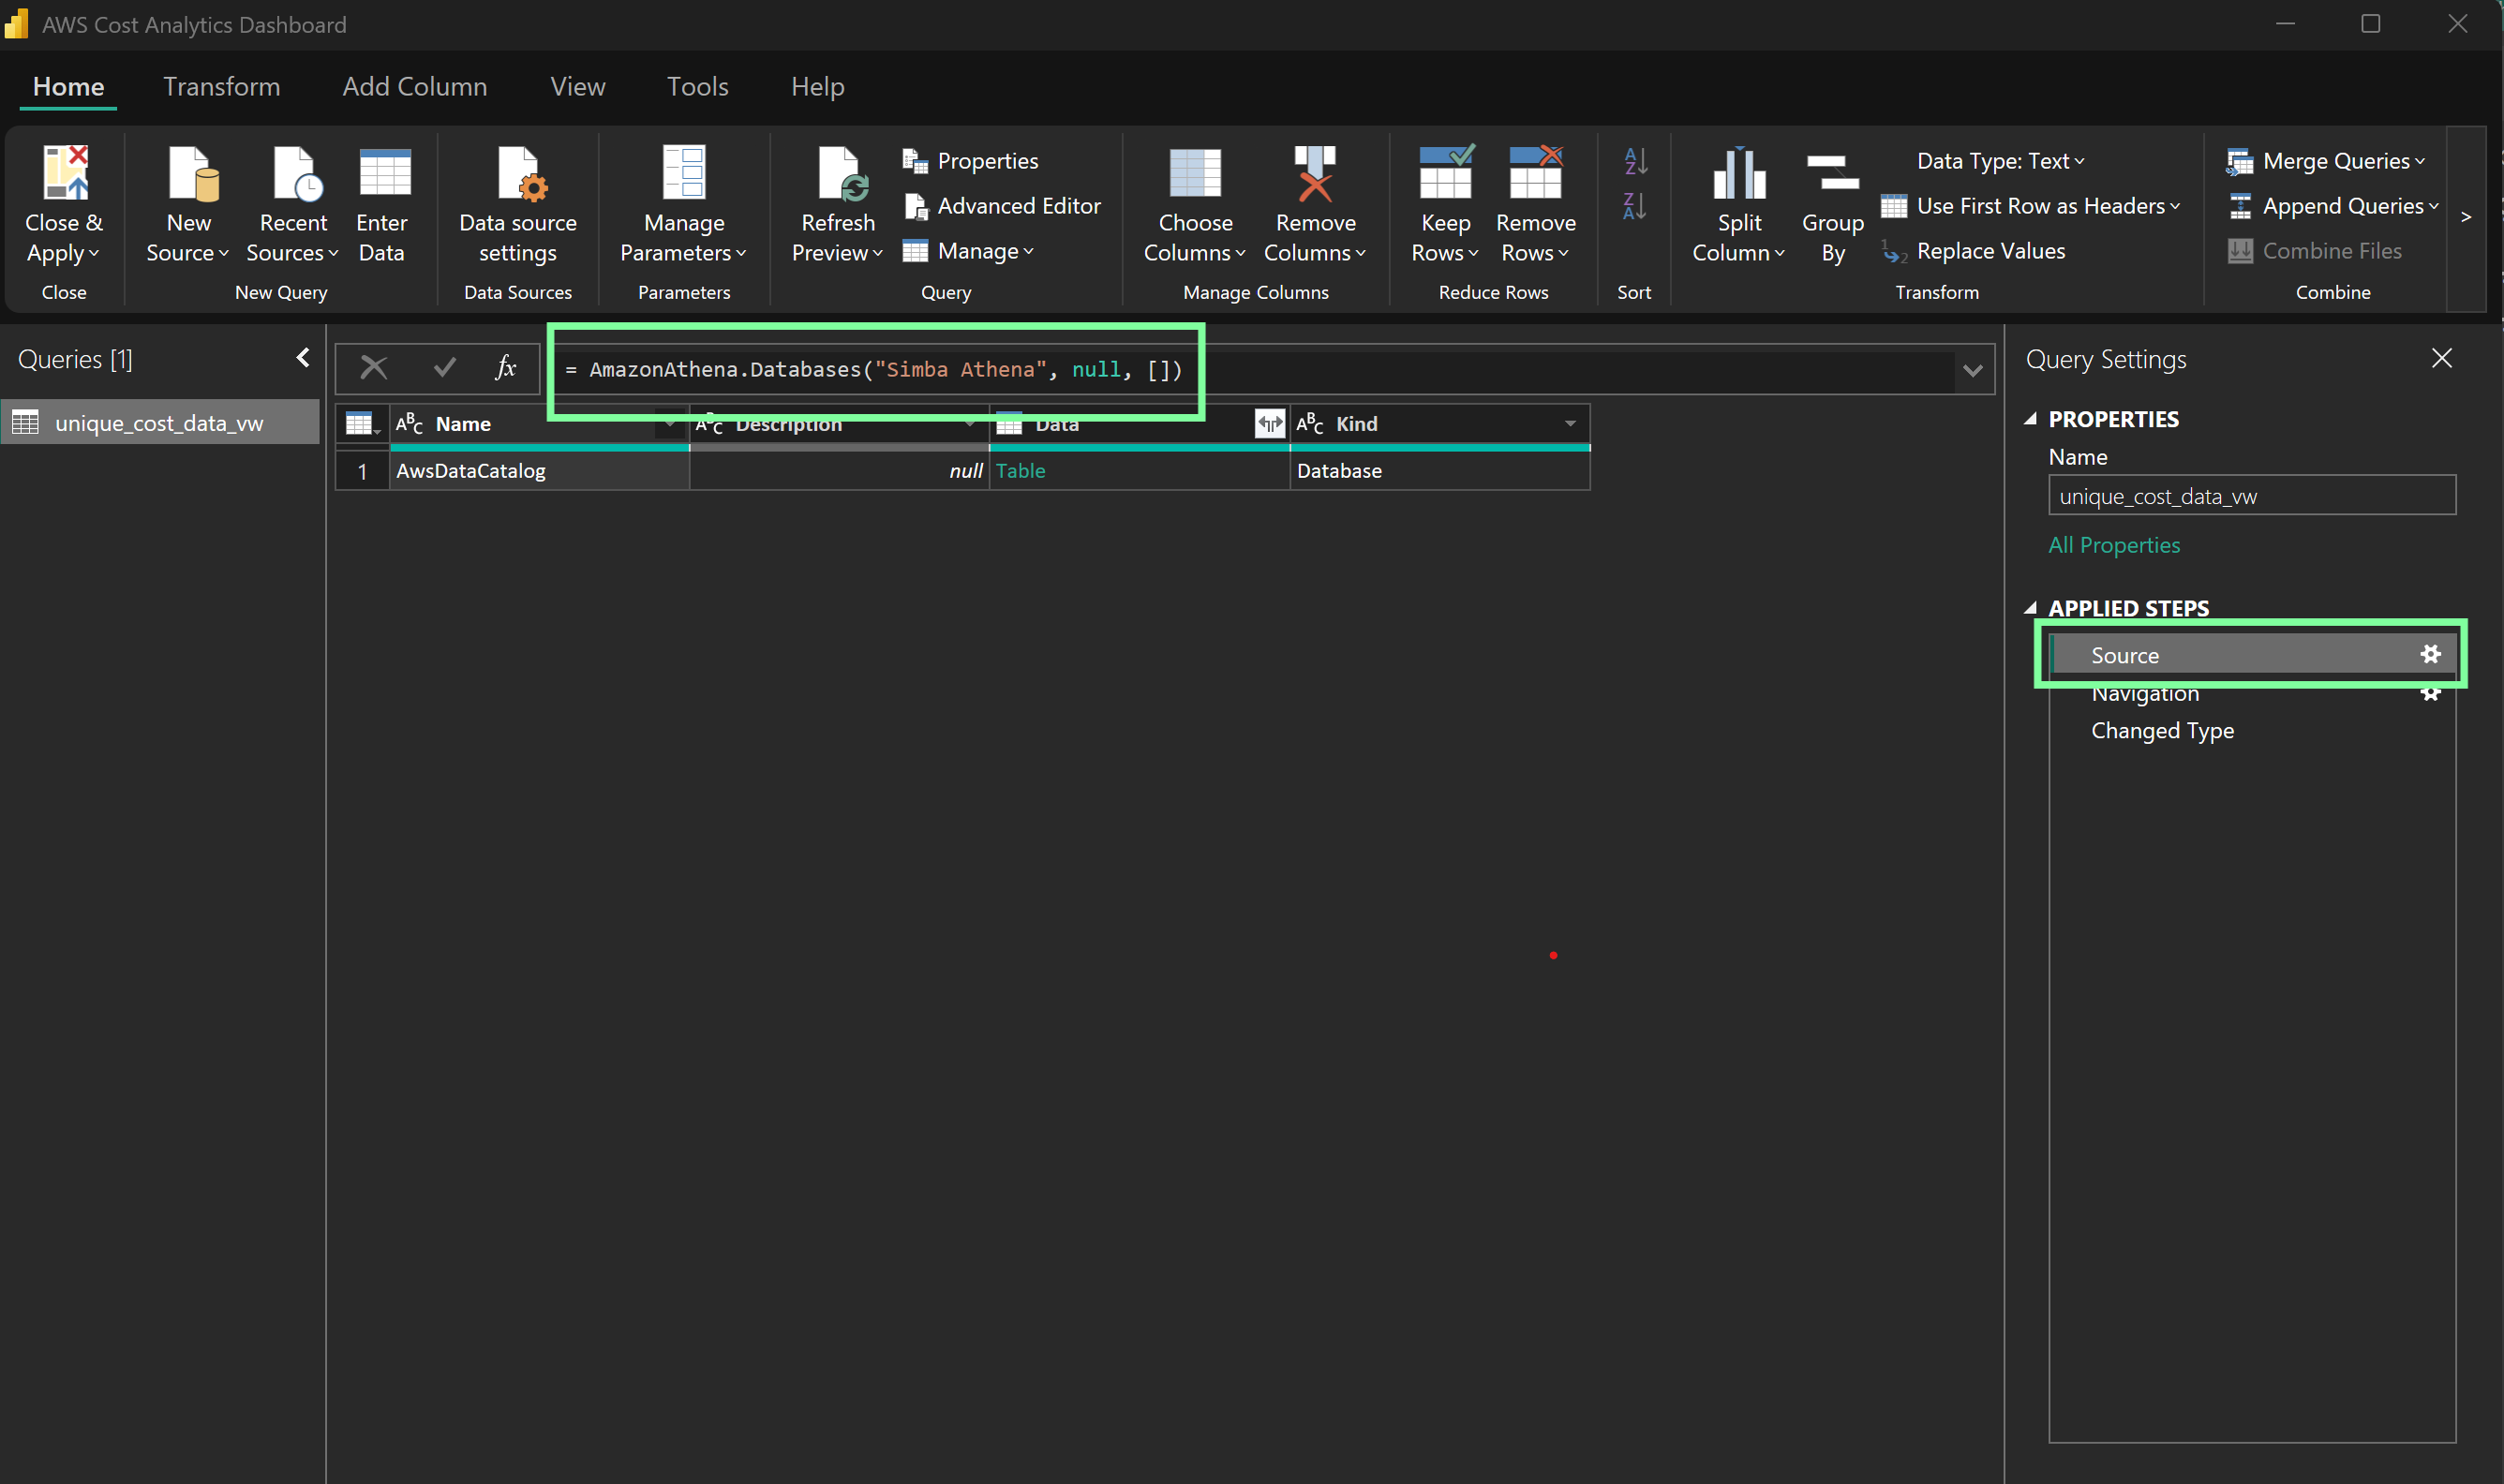 AWS Cost Analytics Dashboard
Home Transform Add Column View Tools Help
Close & Apply
Close
New Source
Recent Sources
Enter Data
New Query
Data source settings
Data Sources
Manage Parameters
Parameters
Refresh Preview
Properties
Advanced Editor
Manage
Query
Choose Columns
Remove Columns
Manage Columns
Keep Rows
Remove Rows
Reduce Rows
Sort
Split Column
Group By
Data Type: Text
Use First Row as Headers
Replace Values
Transform
Merge Queries
Append Queries
Combine Files
Combine
Queries [1]
unique_cost_data_vw
fx = AmazonAthena.Databases("Simba Athena", null, [])
Name Description Data Kind
1 AwsDataCatalog null Table Database
Query Settings
PROPERTIES
Name
unique_cost_data_vw
All Properties
APPLIED STEPS
Source
Navigation
Changed Type